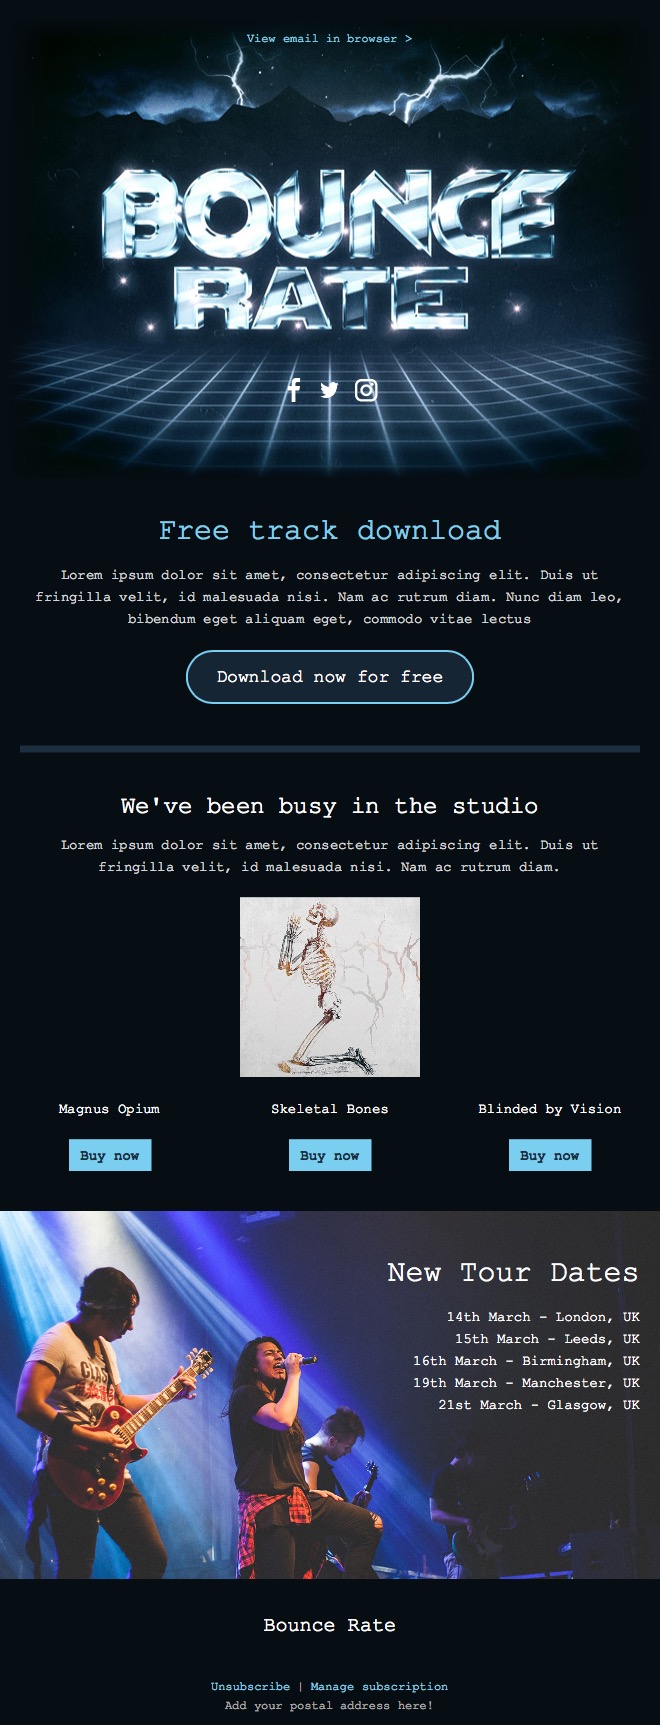 View email in browser >
BOUNCE
RATE
Free track download
Lorem ipsum dolor sit amet, consectetur adipiscing elit. Duis ut
fringilla velit, id malesuada nisi. Nam ac rutrum diam. Nunc diam leo,
bibendum eget aliquam eget, commodo vitae lectus
Download now for free
We've been busy in the studio
Lorem ipsum dolor sit amet, consectetur adipiscing elit. Duis ut
fringilla velit, id malesuada nisi. Nam ac rutrum diam.
Magnus Opium
Skeletal Bones
Blinded by Vision
Buy now
Buy now
Buy now
New Tour Dates
14th March - London, UK
15th March - Leeds, UK
16th March - Birmingham, UK
19th March - Manchester, UK
21st March - Glasgow, UK
Bounce Rate
Unsubscribe | Manage subscription
Add your postal address here!